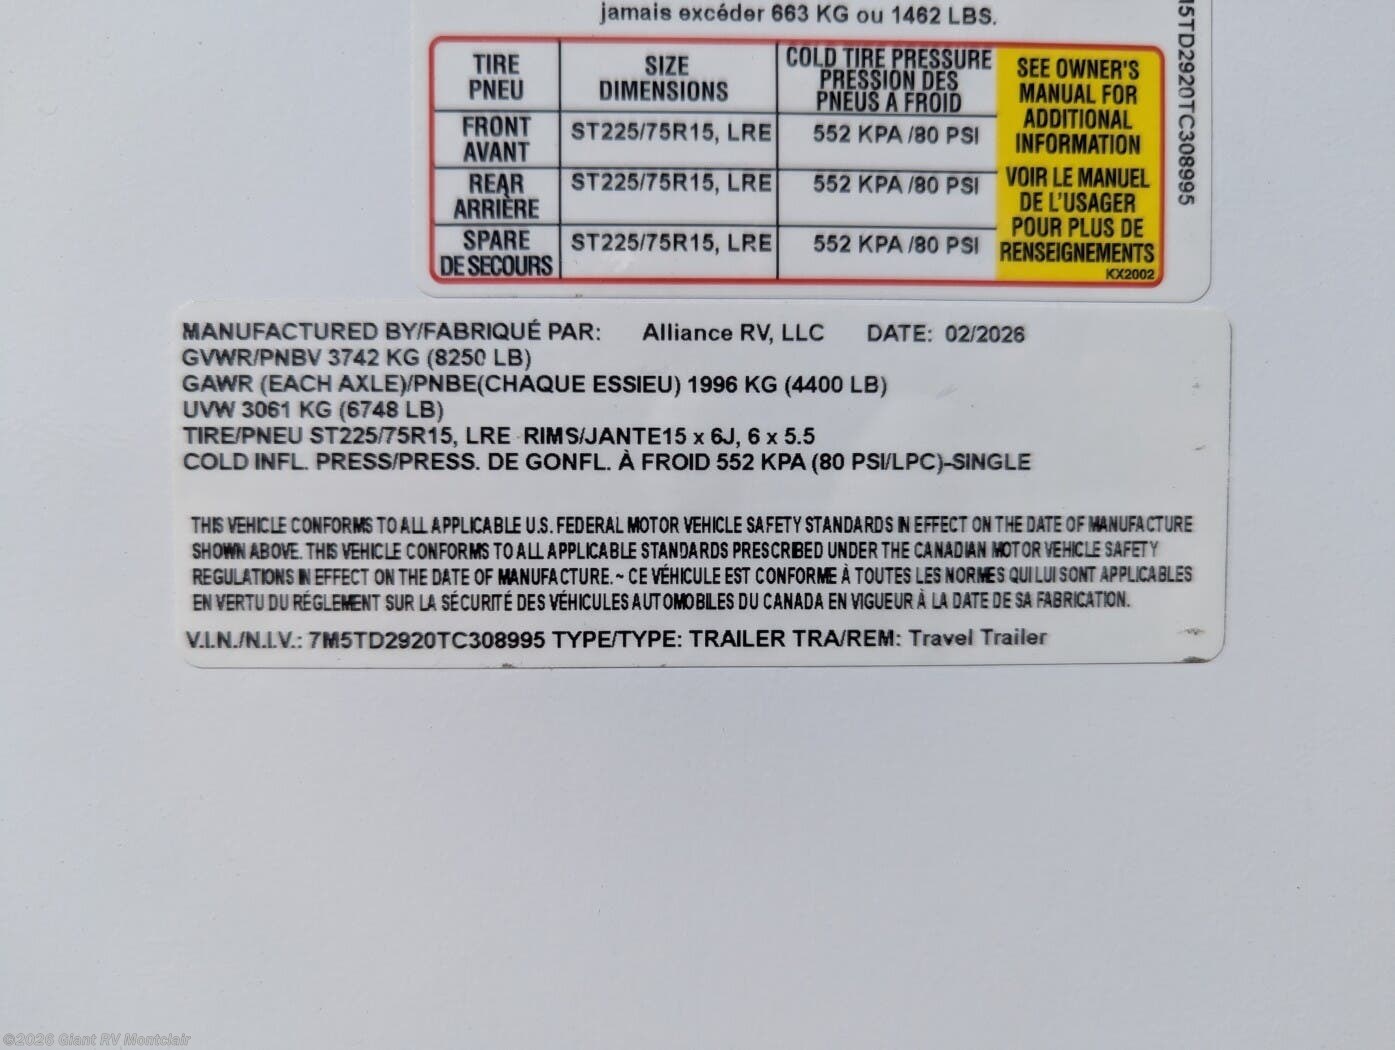 jamais excéder 663 KG ou 1462 LBS.
TIRE
PNEU
SIZE
DIMENSIONS
COLD TIRE PRESSURE
PRESSION DES
PNEUS A FROID
SEE OWNER'S
MANUAL FOR
ADDITIONAL
INFORMATION
VOIR LE MANUEL
DE L'USAGER
POUR PLUS DE
RENSEIGNEMENTS
KX2002
FRONT
AVANT
ST225/75R15, LRE
552 KPA /80 PSI
REAR
ARRIÈRE
ST225/75R15, LRE
552 KPA /80 PSI
SPARE
DE SECOURS
ST225/75R15, LRE
552 KPA /80 PSI
5TD2920TC308995
MANUFACTURED BY/FABRIQUÉ PAR: Alliance RV, LLC DATE: 02/2026
GVWR/PNBV 3742 KG (8250 LB)
GAWR (EACH AXLE)/PNBE(CHAQUE ESSIEU) 1996 KG (4400 LB)
UVW 3061 KG (6748 LB)
TIRE/PNEU ST225/75R15, LRE RIMS/JANTE15 x 6J, 6 x 5.5
COLD INFL. PRESS/PRESS. DE GONFL. À FROID 552 KPA (80 PSI/LPC)-SINGLE
THIS VEHICLE CONFORMS TO ALL APPLICABLE U.S. FEDERAL MOTOR VEHICLE SAFETY STANDARDS IN EFFECT ON THE DATE OF MANUFACTURE
SHOWN ABOVE. THIS VEHICLE CONFORMS TO ALL APPLICABLE STANDARDS PRESCRIBED UNDER THE CANADIAN MOTOR VEHICLE SAFETY
REGULATIONS IN EFFECT ON THE DATE OF MANUFACTURE. ~ CE VÉHICULE EST CONFORME À TOUTES LES NORMES QUI LUI SONT APPLICABLES
EN VERTU DU RÉGLEMENT SUR LA SÉCURITÉ DES VÉHICULES AUTOMOBILES DU CANADA EN VIGUEUR À LA DATE DE SA FABRICATION.
V.I.N./N.I.V.: 7M5TD2920TC308995 TYPE/TYPE: TRAILER TRA/REM: Travel Trailer
©2026 Giant RV Montclair